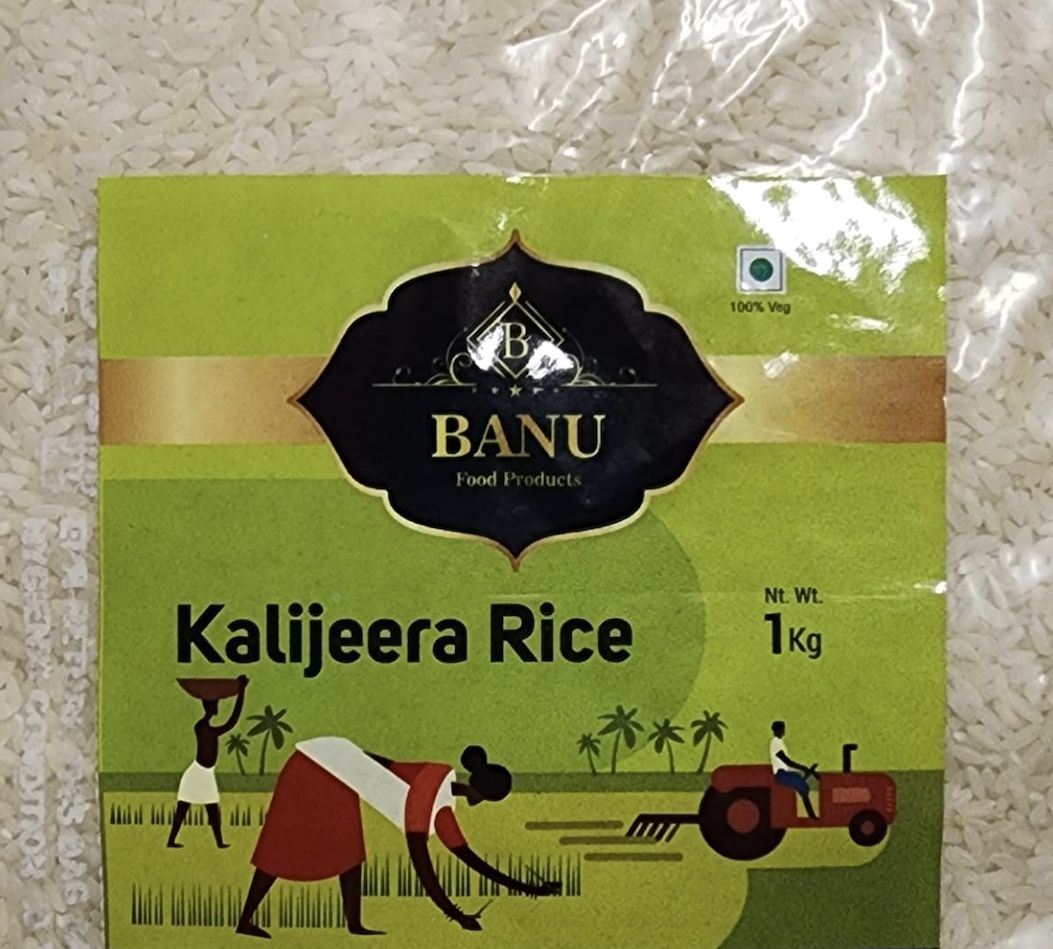 B
BANU
Food Products
100% Veg
Kalijeera Rice
Nt. Wt.
1Kg